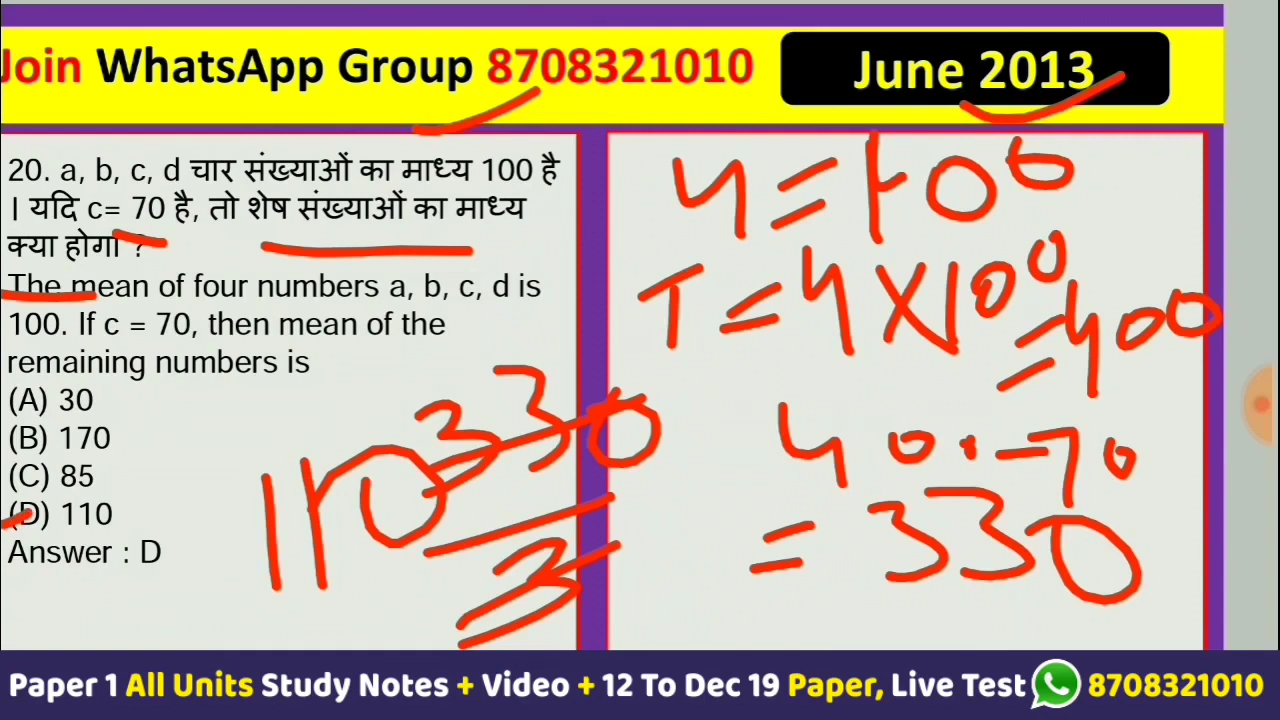 Join WhatsApp Group 8708321010
June 2013
20. a, b, c, d चार संख्याओं का माध्य 100 है
। यदि c= 70 है, तो शेष संख्याओं का माध्य
क्या होगा ?
The mean of four numbers a, b, c, d is
100. If c = 70, then mean of the
remaining numbers is
(A) 30
(B) 170
(C) 85
(D) 110
Answer : D
4 = 100
T = 4 X 100
= 400
400 - 70
= 330
330
3
110
Paper 1 All Units Study Notes + Video + 12 To Dec 19 Paper, Live Test 8708321010